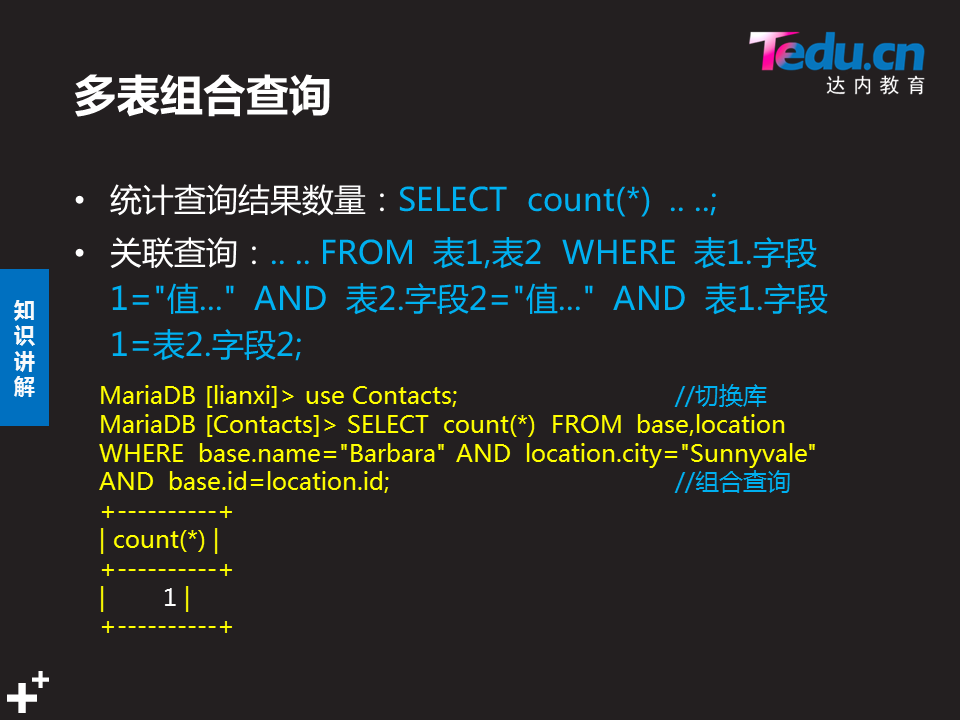 Tedu.cn
达内教育
多表组合查询
• 统计查询结果数量：SELECT count(*) .. ..;
• 关联查询：.. .. FROM 表1,表2 WHERE 表1.字段
1="值..." AND 表2.字段2="值..." AND 表1.字段
1=表2.字段2;
知识讲解
MariaDB [lianxi]> use Contacts; //切换库
MariaDB [Contacts]> SELECT count(*) FROM base,location
WHERE base.name="Barbara" AND location.city="Sunnyvale"
AND base.id=location.id; //组合查询
+----------+
| count(*) |
+----------+
| 1 |
+----------+